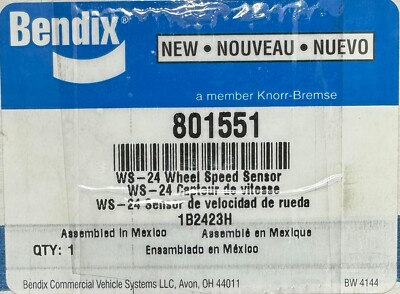 Bendix®
NEW • NOUVEAU • NUEVO
a member Knorr-Bremse
801551
WS-24 Wheel Speed Sensor
WS-24 Capteur de vitesse
WS-24 Sensor de velocidad de rueda
1B2423H
Assembled in Mexico Assemblé en Mexique
QTY: 1 Ensamblado en México
Bendix Commercial Vehicle Systems LLC, Avon, OH 44011 BW 4144